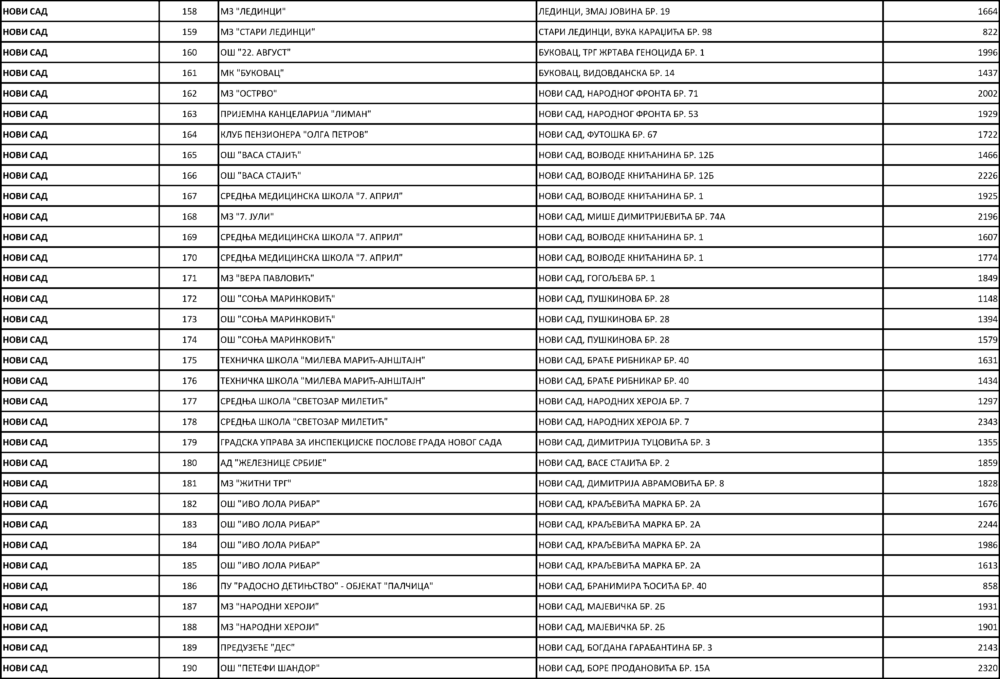 НОВИ САД 158 МЗ "ЛЕДИНЦИ" ЛЕДИНЦИ, ЗМАЈ ЈОВИНА БР. 19 1664
НОВИ САД 159 МЗ "СТАРИ ЛЕДИНЦИ" СТАРИ ЛЕДИНЦИ, ВУКА КАРАЏИЋА БР. 98 822
НОВИ САД 160 ОШ "22. АВГУСТ" БУКОВАЦ, ТРГ ЖРТАВА ГЕНОЦИДА БР. 1 1996
НОВИ САД 161 МК "БУКОВАЦ" БУКОВАЦ, ВИДОВДАНСКА БР. 14 1437
НОВИ САД 162 МЗ "ОСТРВО" НОВИ САД, НАРОДНОГ ФРОНТА БР. 71 2002
НОВИ САД 163 ПРИЈЕМНА КАНЦЕЛАРИЈА "ЛИМАН" НОВИ САД, НАРОДНОГ ФРОНТА БР. 53 1929
НОВИ САД 164 КЛУБ ПЕНЗИОНЕРА "ОЛГА ПЕТРОВ" НОВИ САД, ФУТОШКА БР. 67 1722
НОВИ САД 165 ОШ "ВАСА СТАЈИЋ" НОВИ САД, ВОЈВОДЕ КНИЋАНИНА БР. 12Б 1466
НОВИ САД 166 ОШ "ВАСА СТАЈИЋ" НОВИ САД, ВОЈВОДЕ КНИЋАНИНА БР. 12Б 2226
НОВИ САД 167 СРЕДЊА МЕДИЦИНСКА ШКОЛА "7. АПРИЛ" НОВИ САД, ВОЈВОДЕ КНИЋАНИНА БР. 1 1925
НОВИ САД 168 МЗ "7. ЈУЛИ" НОВИ САД, МИШЕ ДИМИТРИЈЕВИЋА БР. 74А 2196
НОВИ САД 169 СРЕДЊА МЕДИЦИНСКА ШКОЛА "7. АПРИЛ" НОВИ САД, ВОЈВОДЕ КНИЋАНИНА БР. 1 1607
НОВИ САД 170 СРЕДЊА МЕДИЦИНСКА ШКОЛА "7. АПРИЛ" НОВИ САД, ВОЈВОДЕ КНИЋАНИНА БР. 1 1774
НОВИ САД 171 МЗ "ВЕРА ПАВЛОВИЋ" НОВИ САД, ГОГОЉЕВА БР. 1 1849
НОВИ САД 172 ОШ "СОЊА МАРИНКОВИЋ" НОВИ САД, ПУШКИНОВА БР. 28 1148
НОВИ САД 173 ОШ "СОЊА МАРИНКОВИЋ" НОВИ САД, ПУШКИНОВА БР. 28 1394
НОВИ САД 174 ОШ "СОЊА МАРИНКОВИЋ" НОВИ САД, ПУШКИНОВА БР. 28 1579
НОВИ САД 175 ТЕХНИЧКА ШКОЛА "МИЛЕВА МАРИЋ-АЈНШТАЈН" НОВИ САД, БРАЋЕ РИБНИКАР БР. 40 1631
НОВИ САД 176 ТЕХНИЧКА ШКОЛА "МИЛЕВА МАРИЋ-АЈНШТАЈН" НОВИ САД, БРАЋЕ РИБНИКАР БР. 40 1434
НОВИ САД 177 СРЕДЊА ШКОЛА "СВЕТОЗАР МИЛЕТИЋ" НОВИ САД, НАРОДНИХ ХЕРОЈА БР. 7 1297
НОВИ САД 178 СРЕДЊА ШКОЛА "СВЕТОЗАР МИЛЕТИЋ" НОВИ САД, НАРОДНИХ ХЕРОЈА БР. 7 2343
НОВИ САД 179 ГРАДСКА УПРАВА ЗА ИНСПЕКЦИЈСКЕ ПОСЛОВЕ ГРАДА НОВОГ САДА НОВИ САД, ДИМИТРИЈА ТУЦОВИЋА БР. 3 1355
НОВИ САД 180 АД "ЖЕЛЕЗНИЦЕ СРБИЈЕ" НОВИ САД, ВАСЕ СТАЈИЋА БР. 2 1859
НОВИ САД 181 МЗ "ЖИТНИ ТРГ" НОВИ САД, ДИМИТРИЈА АВРАМОВИЋА БР. 8 1828
НОВИ САД 182 ОШ "ИВО ЛОЛА РИБАР" НОВИ САД, КРАЉЕВИЋА МАРКА БР. 2А 1676
НОВИ САД 183 ОШ "ИВО ЛОЛА РИБАР" НОВИ САД, КРАЉЕВИЋА МАРКА БР. 2А 2244
НОВИ САД 184 ОШ "ИВО ЛОЛА РИБАР" НОВИ САД, КРАЉЕВИЋА МАРКА БР. 2А 1986
НОВИ САД 185 ОШ "ИВО ЛОЛА РИБАР" НОВИ САД, КРАЉЕВИЋА МАРКА БР. 2А 1613
НОВИ САД 186 ПУ "РАДОСНО ДЕТИЊСТВО" - ОБЈЕКАТ "ПАЛЧИЦА" НОВИ САД, БРАНИМИРА ЋОСИЋА БР. 40 858
НОВИ САД 187 МЗ "НАРОДНИ ХЕРОЈИ" НОВИ САД, МАЈЕВИЧКА БР. 2Б 1931
НОВИ САД 188 МЗ "НАРОДНИ ХЕРОЈИ" НОВИ САД, МАЈЕВИЧКА БР. 2Б 1901
НОВИ САД 189 ПРЕДУЗЕЋЕ "ДЕС" НОВИ САД, БОГДАНА ГАРАБАНТИНА БР. 3 2143
НОВИ САД 190 ОШ "ПЕТЕФИ ШАНДОР" НОВИ САД, БОРЕ ПРОДАНОВИЋА БР. 15А 2320